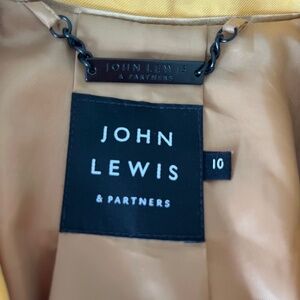 JOHN LEWIS
& PARTNERS
JOHN
LEWIS
& PARTNERS
10